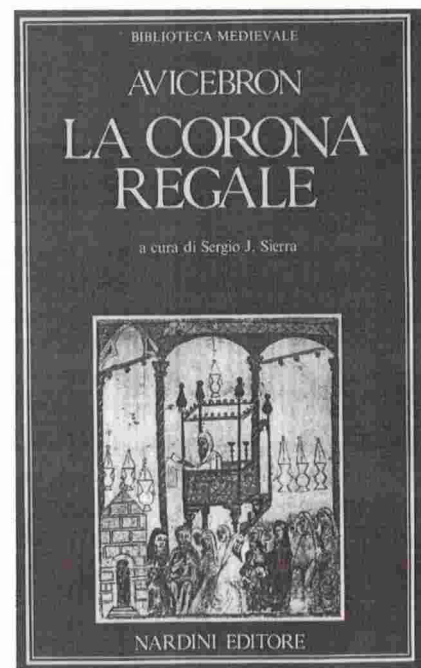 BIBLIOTECA MEDIEVALE
AVICEBRON
LA CORONA
REGALE
a cura di Sergio J. Sierra
NARDINI EDITORE